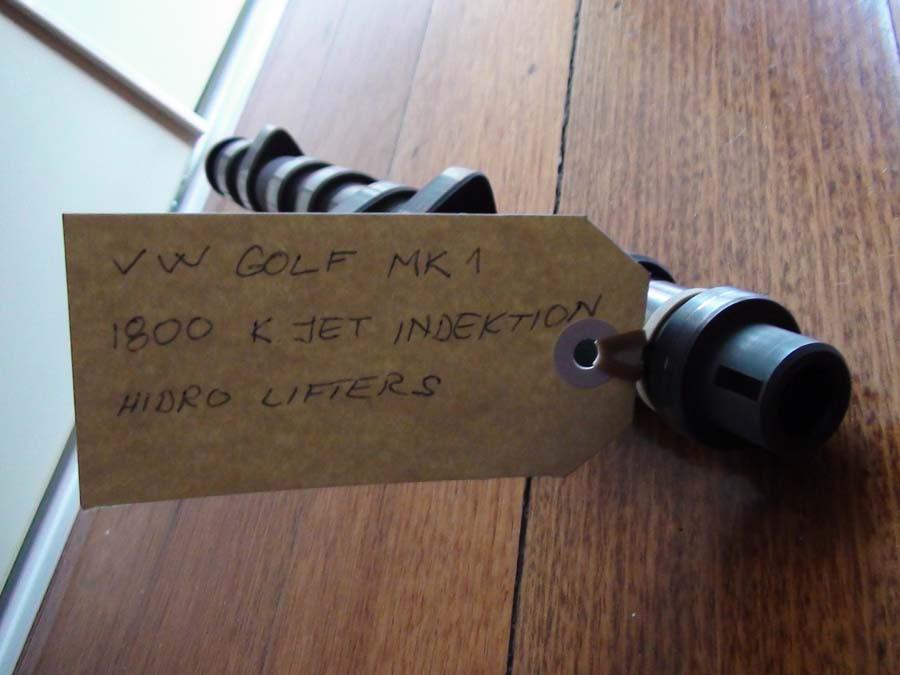 VW GOLF MK1
1800 K JET INDEKTION
HIDRO LIFTERS